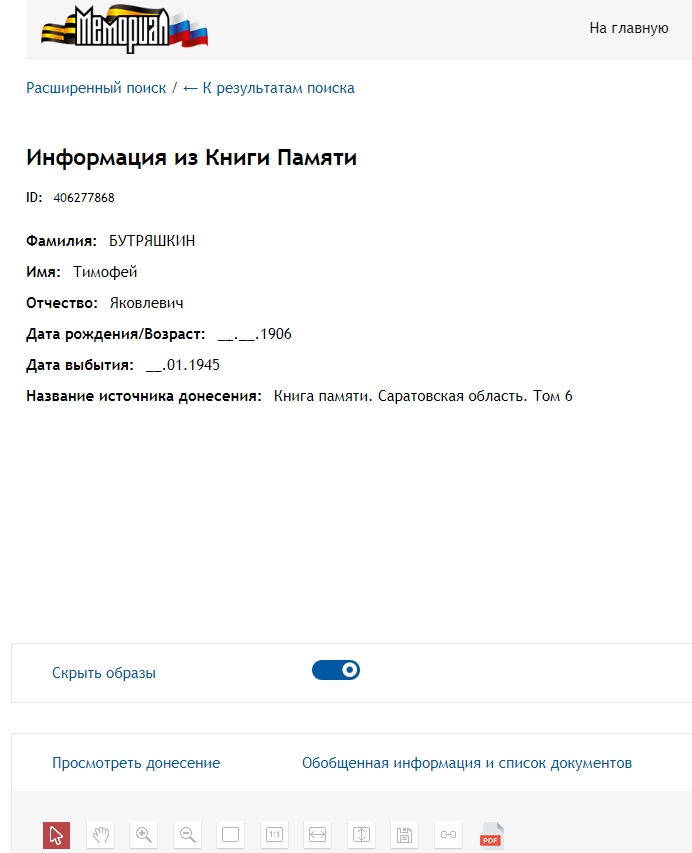 Мемориал
На главную
Расширенный поиск / ← К результатам поиска
Информация из Книги Памяти
ID: 406277868
Фамилия: БУТРЯШКИН
Имя: Тимофей
Отчество: Яковлевич
Дата рождения/Возраст: __.__.1906
Дата выбытия: __.01.1945
Название источника донесения: Книга памяти. Саратовская область. Том 6
Скрыть образы
Просмотреть донесение Обобщенная информация и список документов
1:1 PDF